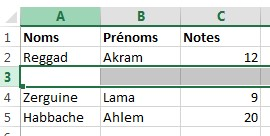 A B C
1 Noms Prénoms Notes
2 Reggad Akram 12
3
4 Zerguine Lama 9
5 Habbache Ahlem 20